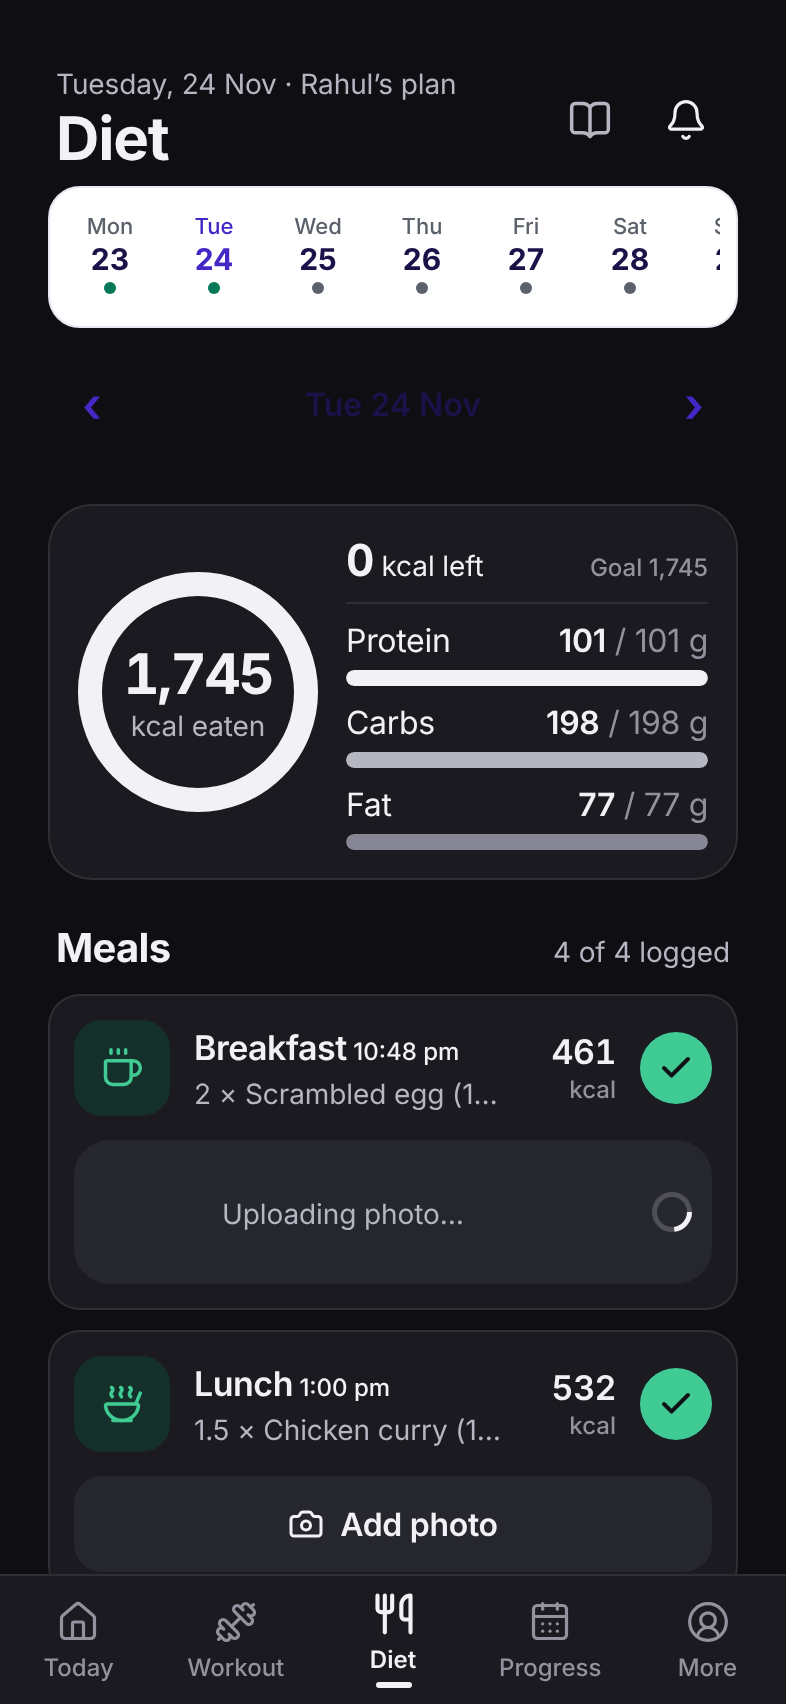 Tuesday, 24 Nov · Rahul’s plan
Diet
Mon Tue Wed Thu Fri Sat
23 24 25 26 27 28
‹ Tue 24 Nov ›
0 kcal left Goal 1,745
1,745
kcal eaten
Protein 101 / 101 g
Carbs 198 / 198 g
Fat 77 / 77 g
Meals 4 of 4 logged
Breakfast 10:48 pm 461
2 × Scrambled egg (1... kcal
Uploading photo...
Lunch 1:00 pm 532
1.5 × Chicken curry (1... kcal
Add photo
Today Workout Diet Progress More